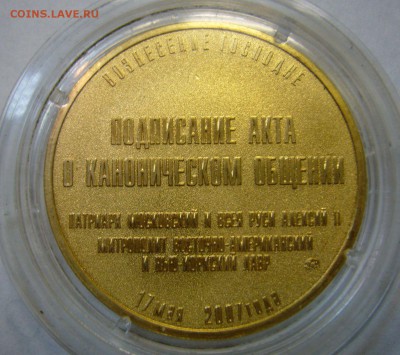 COINS.LAVE.RU
ВОЗНЕСЕНИЕ ГОСПОДНЕ
ПОДПИСАНИЕ АКТА
О КАНОНИЧЕСКОМ ОБЩЕНИИ
ПАТРИАРХ МОСКОВСКИЙ И ВСЕЯ РУСИ АЛЕКСИЙ II
МИТРОПОЛИТ ВОСТОЧНО-АМЕРИКАНСКИЙ
И НЬЮ-ЙОРКСКИЙ ЛАВР
17 МАЯ 2007 ГОДА